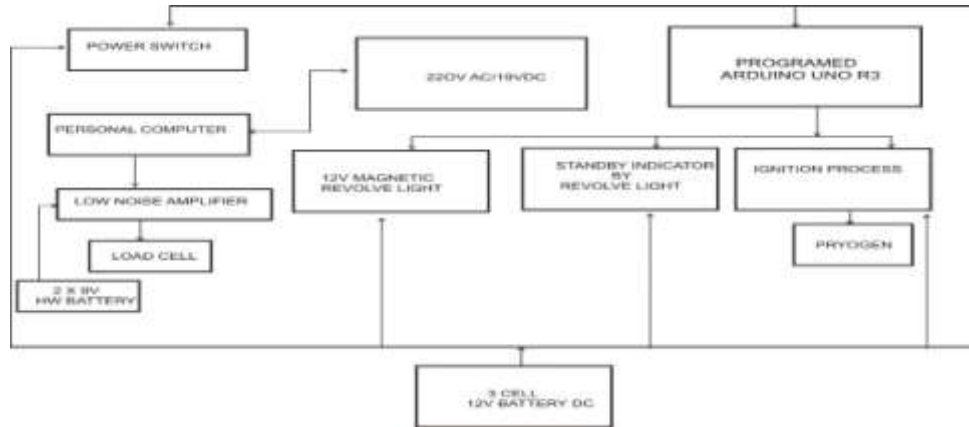 POWER SWITCH
220V AC/19VDC
PROGRAMED
ARDUINO UNO R3
PERSONAL COMPUTER
12V MAGNETIC
REVOLVE LIGHT
STANDBY INDICATOR
BY
REVOLVE LIGHT
IGNITION PROCESS
LOW NOISE AMPLIFIER
LOAD CELL
PRYOGEN
2 X 9V
HW BATTERY
3 CELL
12V BATTERY DC